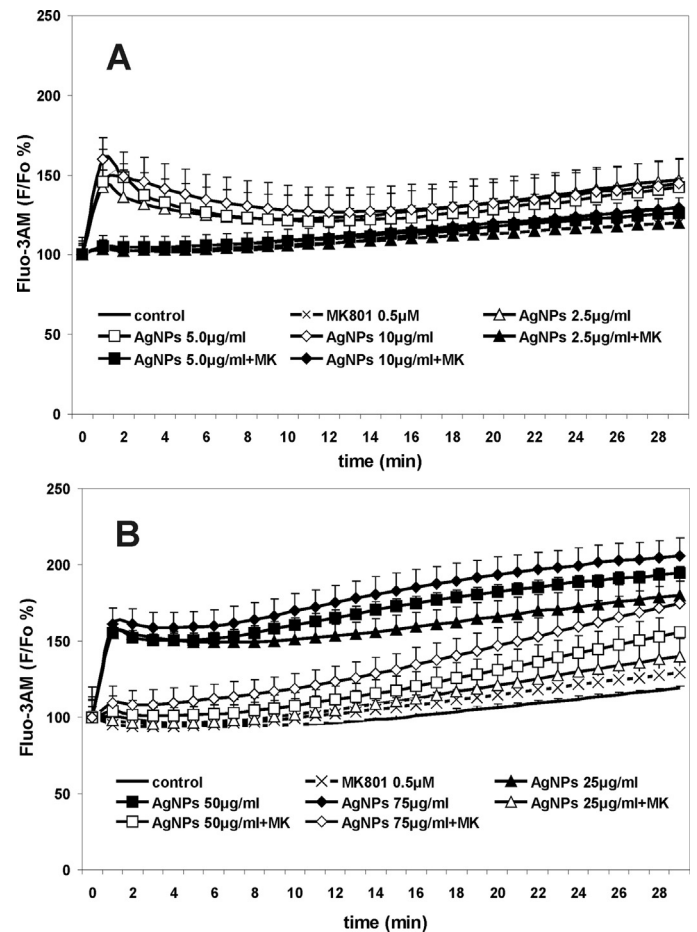 250
A
200
150
100
50
0
Fluo-3AM (F/Fo %)
control
MK801 0.5µM
AgNPs 2.5µg/ml
AgNPs 5.0µg/ml
AgNPs 10µg/ml
AgNPs 2.5µg/ml+MK
AgNPs 5.0µg/ml+MK
AgNPs 10µg/ml+MK
0 2 4 6 8 10 12 14 16 18 20 22 24 26 28
time (min)
250
B
200
150
100
50
0
Fluo-3AM (F/Fo %)
control
MK801 0.5µM
AgNPs 25µg/ml
AgNPs 50µg/ml
AgNPs 75µg/ml
AgNPs 25µg/ml+MK
AgNPs 50µg/ml+MK
AgNPs 75µg/ml+MK
0 2 4 6 8 10 12 14 16 18 20 22 24 26 28
time (min)